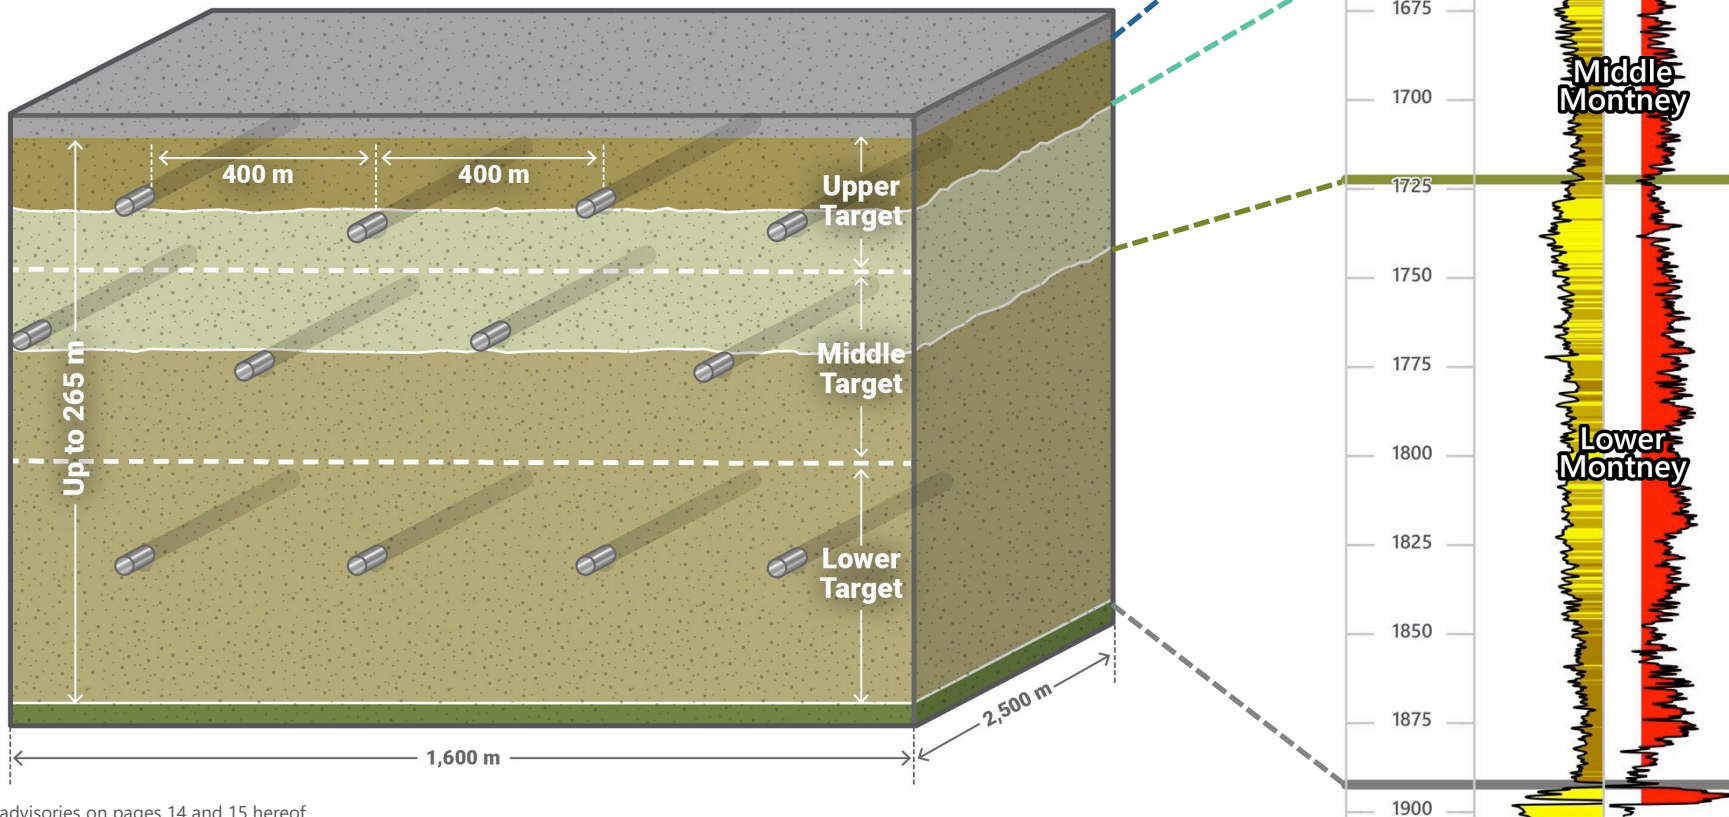 400 m
400 m
Upper
Target
Middle
Target
Lower
Target
Up to 265 m
1,600 m
2,500 m
advisories on pages 14 and 15 hereof
1675
1700
1725
1750
1775
1800
1825
1850
1875
1900
Middle
Montney
Lower
Montney